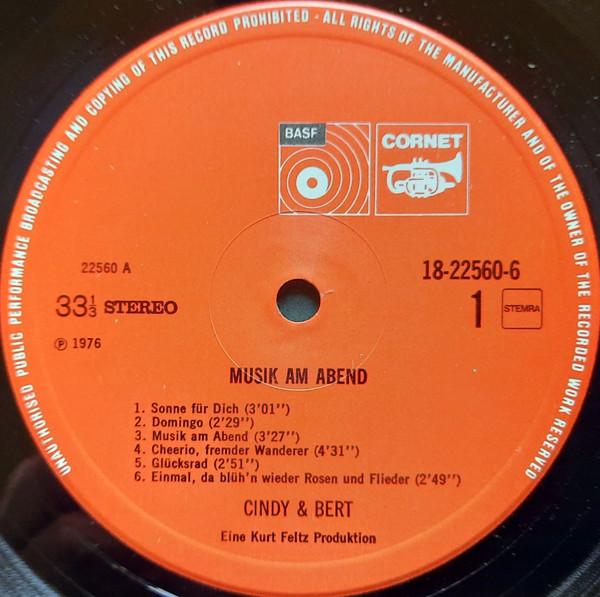 UNAUTHORISED PUBLIC PERFORMANCE BROADCASTING AND COPYING OF THIS RECORD PROHIBITED - ALL RIGHTS OF THE MANUFACTURER AND OF THE OWNER OF THE RECORDED WORK RESERVED
BASF
CORNET
22560 A
18-22560-6
33⅓ STEREO
1
STEMRA
℗ 1976
MUSIK AM ABEND
1. Sonne für Dich (3'01'')
2. Domingo (2'29'')
3. Musik am Abend (3'27'')
4. Cheerio, fremder Wanderer (4'31'')
5. Glücksrad (2'51'')
6. Einmal, da blüh'n wieder Rosen und Flieder (2'49'')
CINDY & BERT
Eine Kurt Feltz Produktion